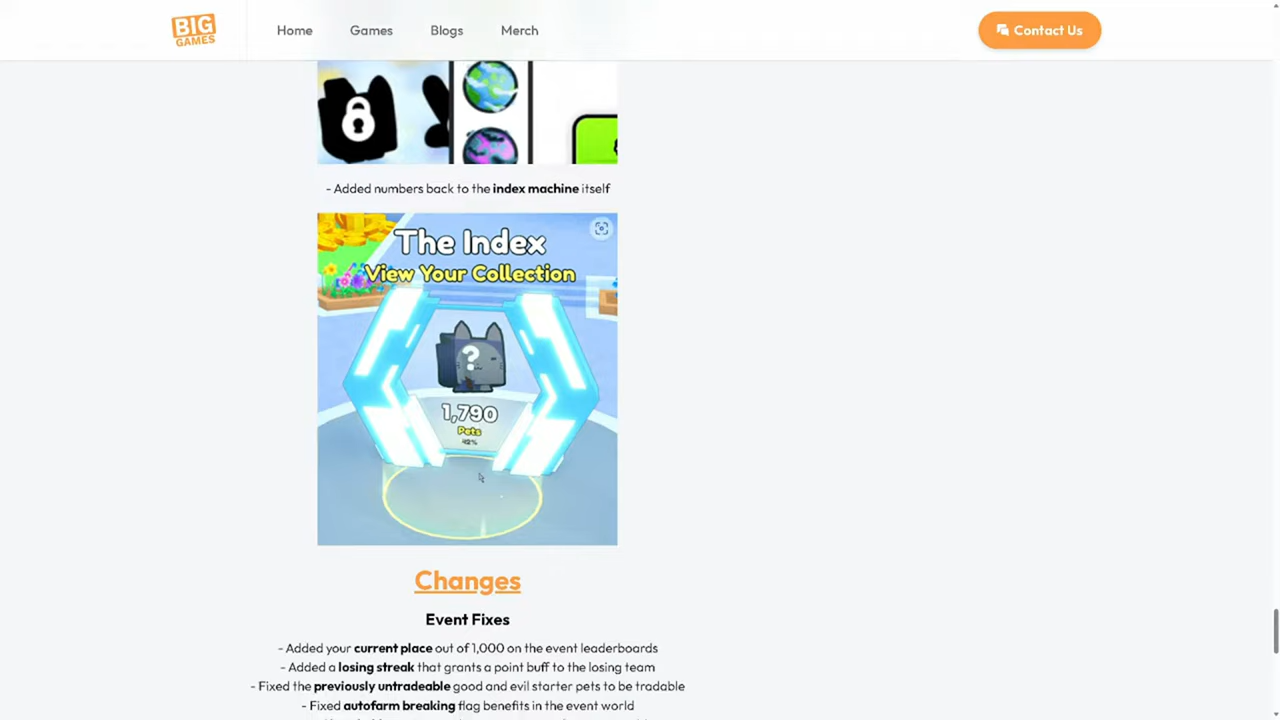 BIG
GAMES
Home
Games
Blogs
Merch
Contact Us
- Added numbers back to the index machine itself
The Index
View Your Collection
?
1,790
Pets
42%
Changes
Event Fixes
- Added your current place out of 1,000 on the event leaderboards
- Added a losing streak that grants a point buff to the losing team
- Fixed the previously untradeable good and evil starter pets to be tradable
- Fixed autofarm breaking flag benefits in the event world